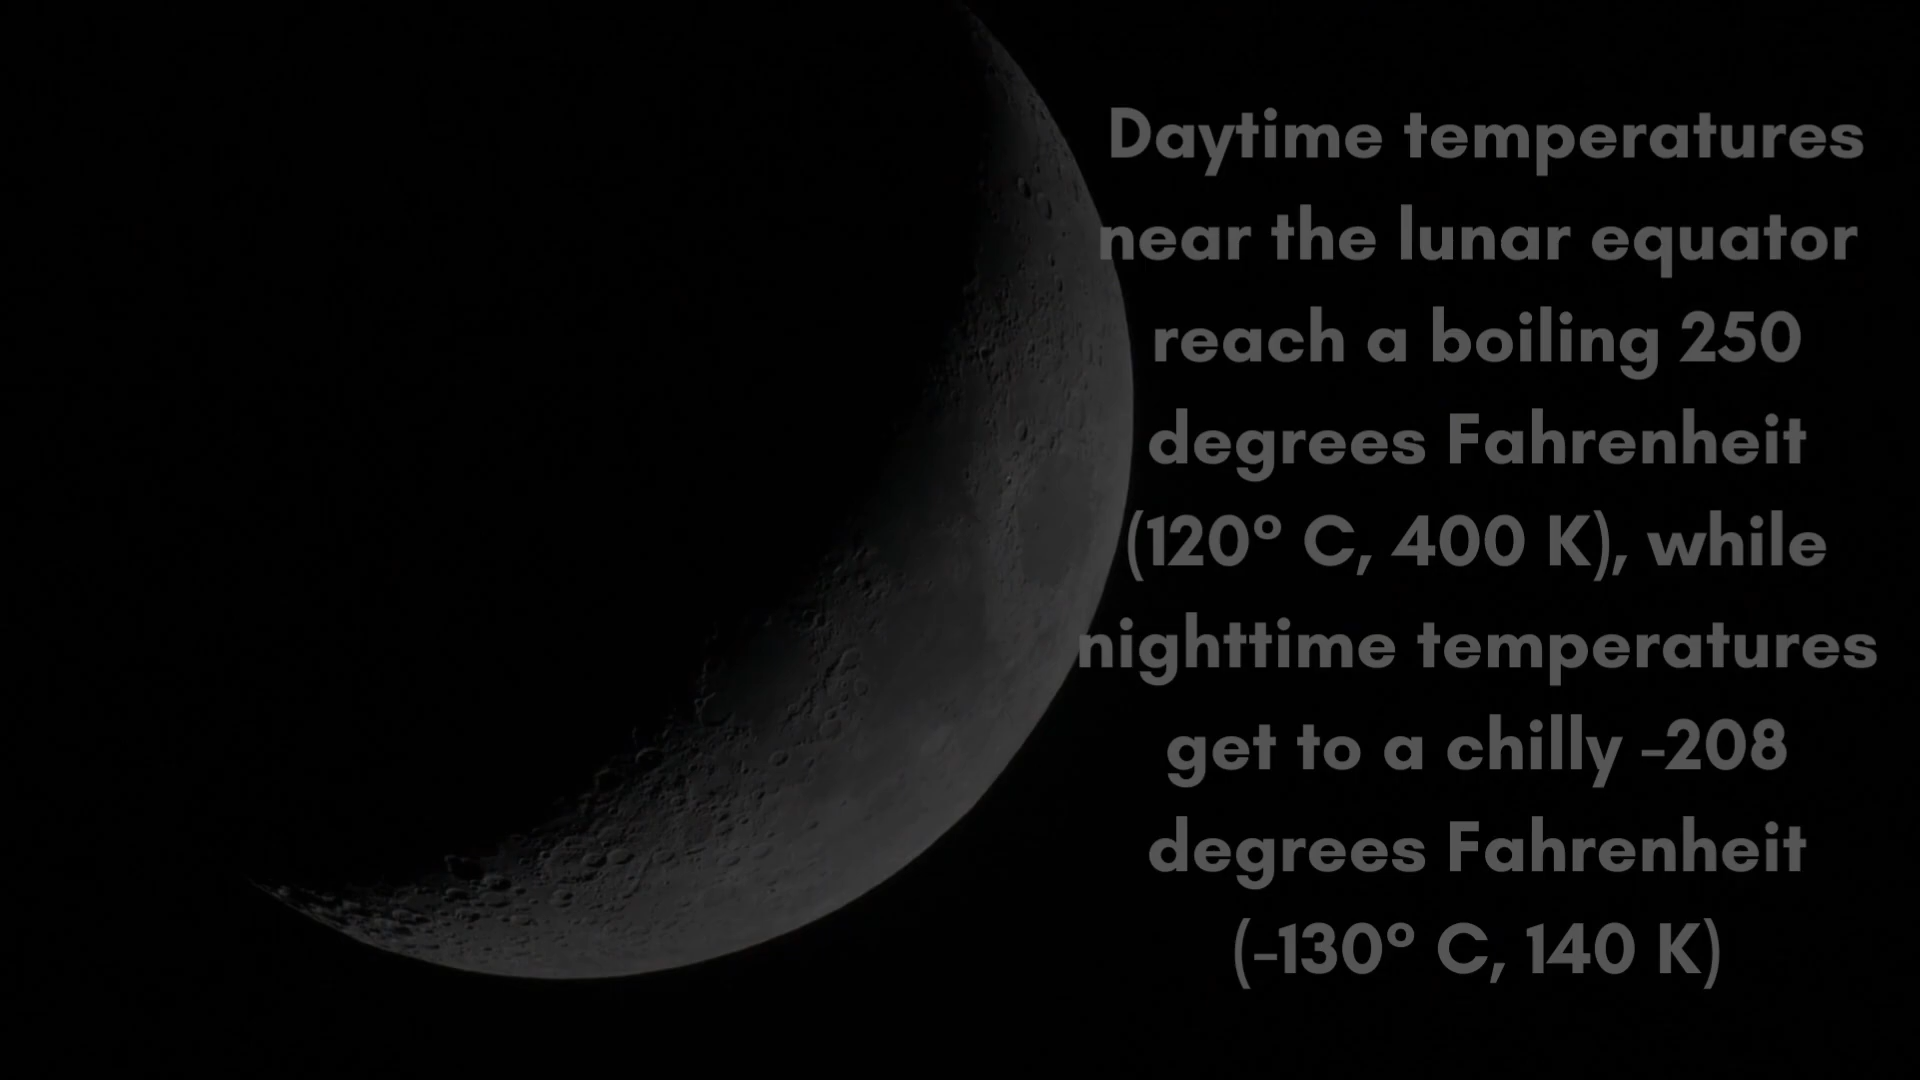 Daytime temperatures
near the lunar equator
reach a boiling 250
degrees Fahrenheit
(120° C, 400 K), while
nighttime temperatures
get to a chilly -208
degrees Fahrenheit
(-130° C, 140 K)